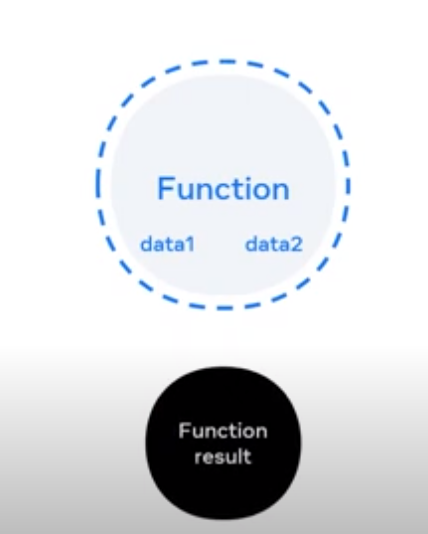 Function
data1 data2
Function
result